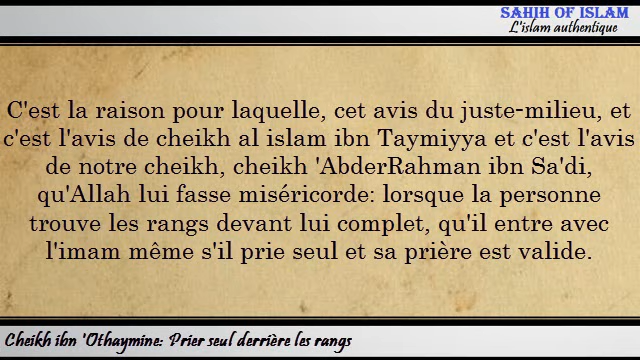 SAHIH OF ISLAM
L'islam authentique
C'est la raison pour laquelle, cet avis du juste-milieu, et
c'est l'avis de cheikh al islam ibn Taymiyya et c'est l'avis
de notre cheikh, cheikh 'AbderRahman ibn Sa'di,
qu'Allah lui fasse miséricorde: lorsque la personne
trouve les rangs devant lui complet, qu'il entre avec
l'imam même s'il prie seul et sa prière est valide.
Cheikh ibn 'Othaymine: Prier seul derrière les rangs